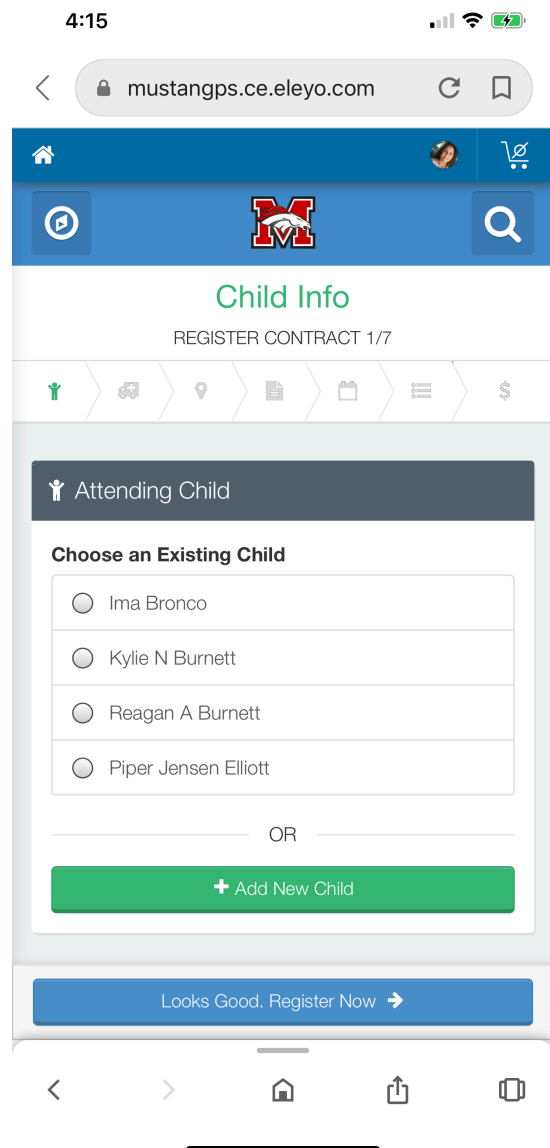 4:15
mustangps.ce.eleyo.com
M
Child Info
REGISTER CONTRACT 1/7
Attending Child
Choose an Existing Child
Ima Bronco
Kylie N Burnett
Reagan A Burnett
Piper Jensen Elliott
OR
+ Add New Child
Looks Good. Register Now →